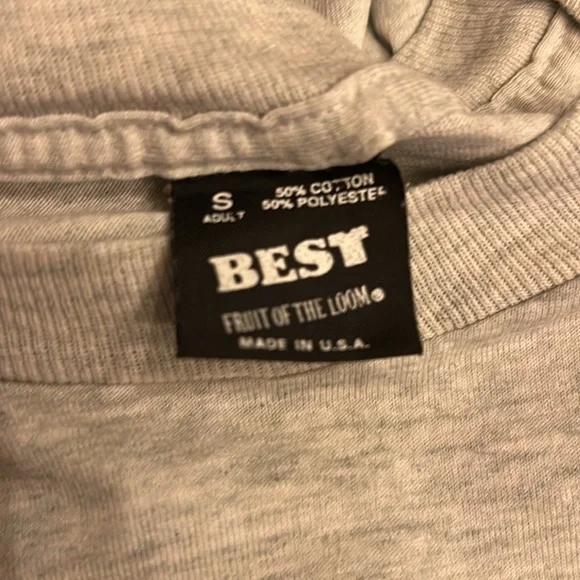 S 50% COTTON
ADULT 50% POLYESTER
BEST
FRUIT OF THE LOOM®
MADE IN U.S.A.